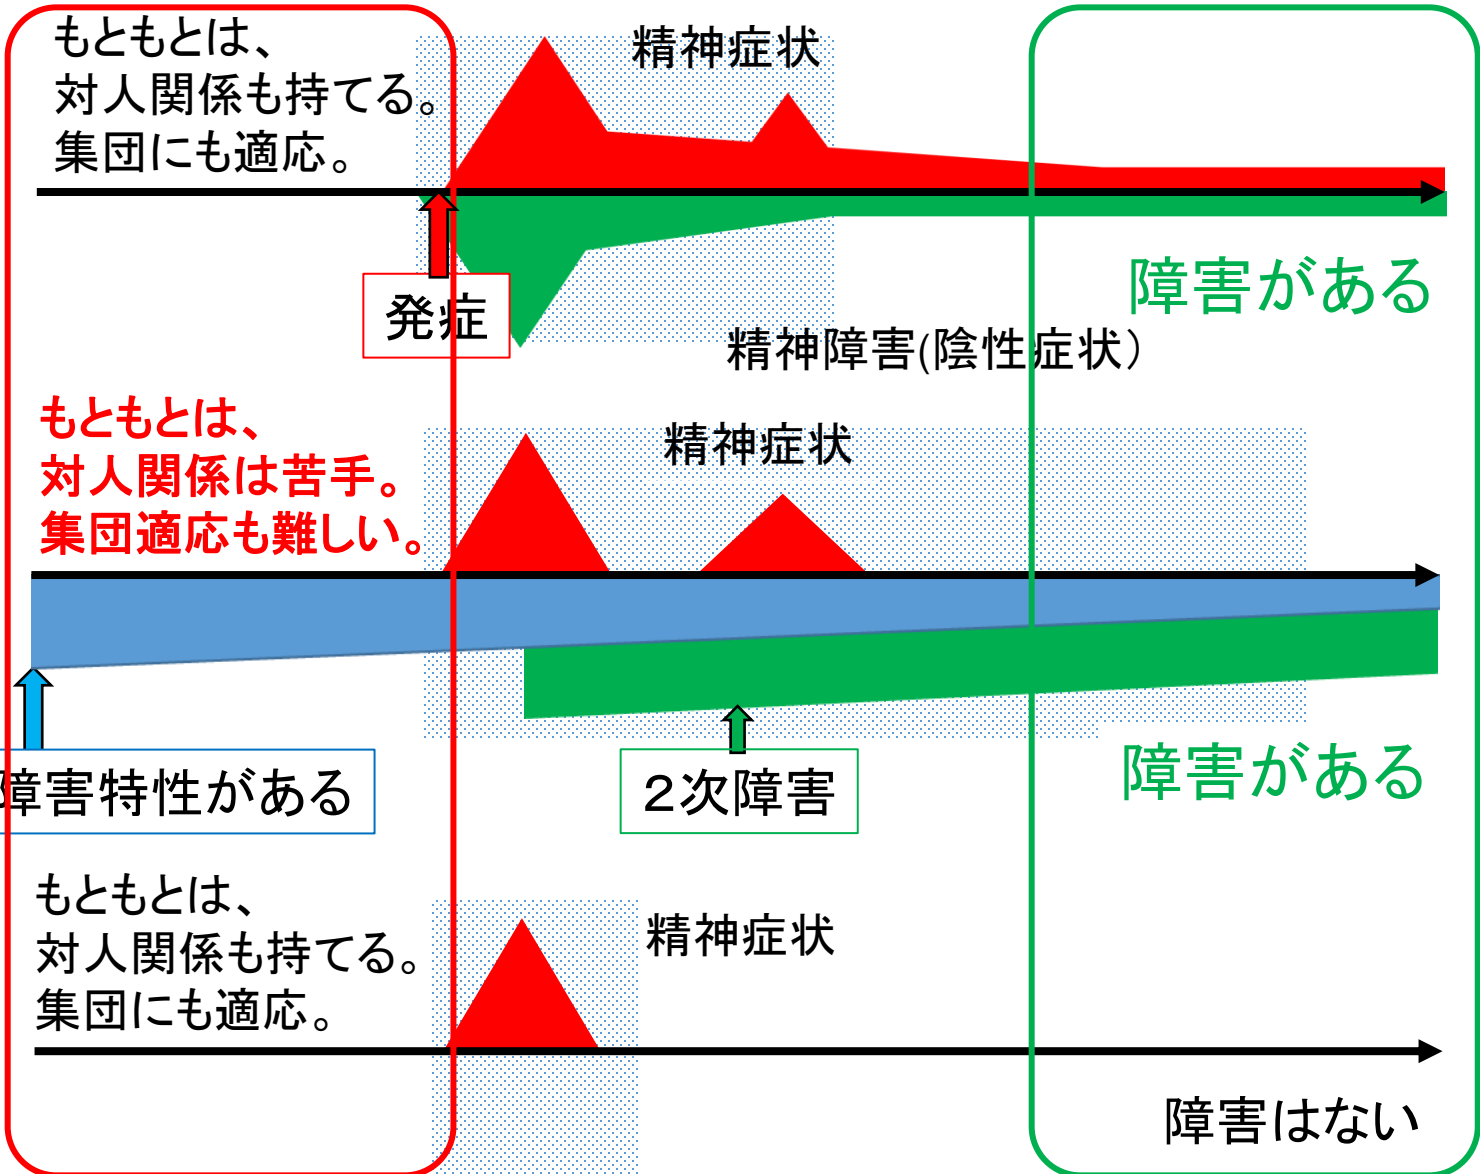 もともとは、
対人関係も持てる。
集団にも適応。
精神症状
発症
障害がある
精神障害(陰性症状）
もともとは、
対人関係は苦手。
集団適応も難しい。
精神症状
障害特性がある
２次障害
障害がある
もともとは、
対人関係も持てる。
集団にも適応。
精神症状
障害はない